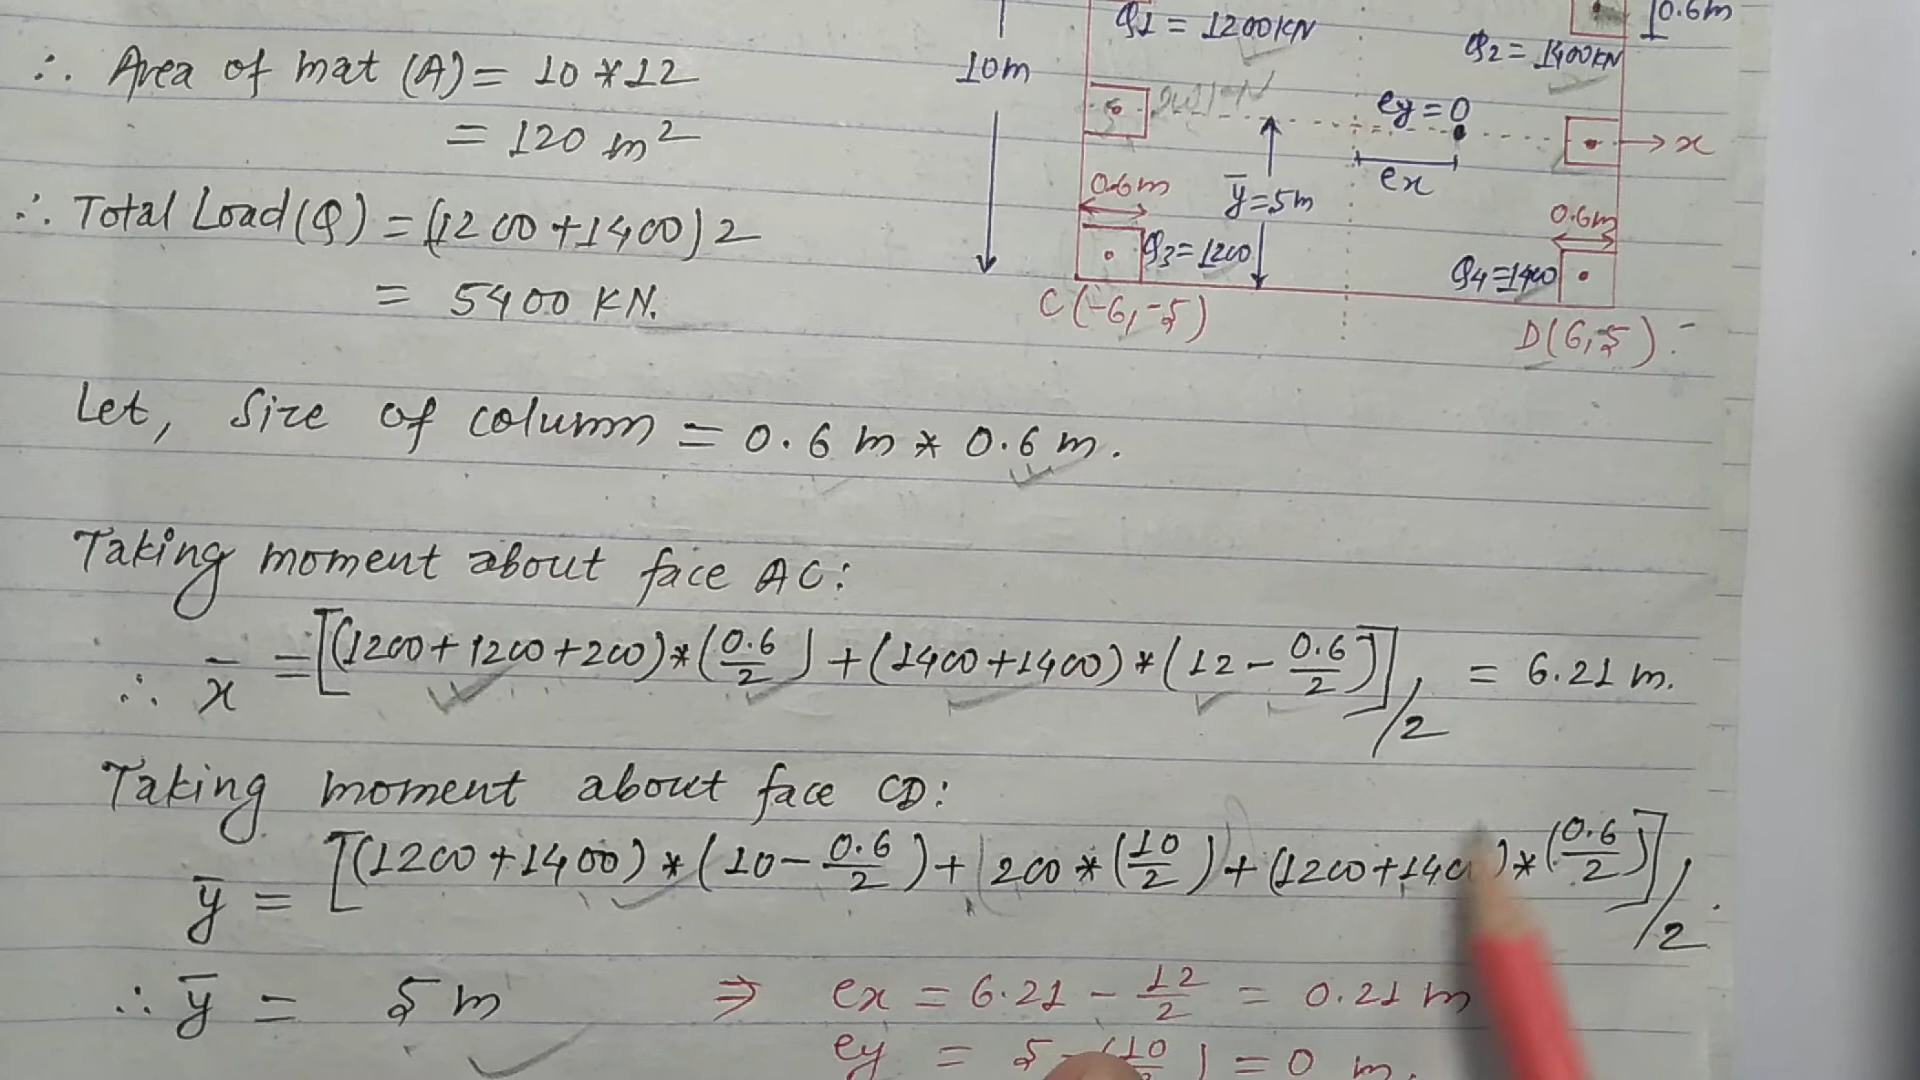 Q1 = 1200KN
0.6m
Q2 = 1400KN
∴ Area of mat (A) = 10 * 12
10m
= 120 m²
ey = 0
x
0.6m
ȳ = 5m
ex
0.6m
∴ Total Load (Q) = (1200 + 1400) 2
Q3 = 1200
Q4 = 1400
= 5400 KN.
C (-6, -5)
D (6, -5)
Let, Size of column = 0.6 m * 0.6 m.
Taking moment about face AC:
∴ x̄ = [(1200 + 1200 + 200) * (0.6/2) + (1400 + 1400) * (12 - 0.6/2)] / 2 = 6.21 m.
Taking moment about face CD:
ȳ = [(1200 + 1400) * (10 - 0.6/2) + 200 * (10/2) + (1200 + 1400) * (0.6/2)] / 2
∴ ȳ = 5 m ⇒ ex = 6.21 - 12/2 = 0.21 m
ey = 5 - (10/2) = 0 m.